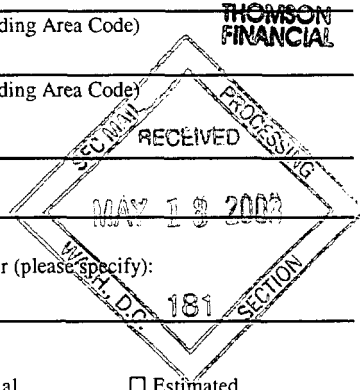 THOMSON
FINANCIAL
ding Area Code)
ding Area Code)
SEC MAIL PROCESSING
RECEIVED
MAY 1 8 2003
r (please specify):
WASH., D.C. SECTION
181
al ☐ Estimated